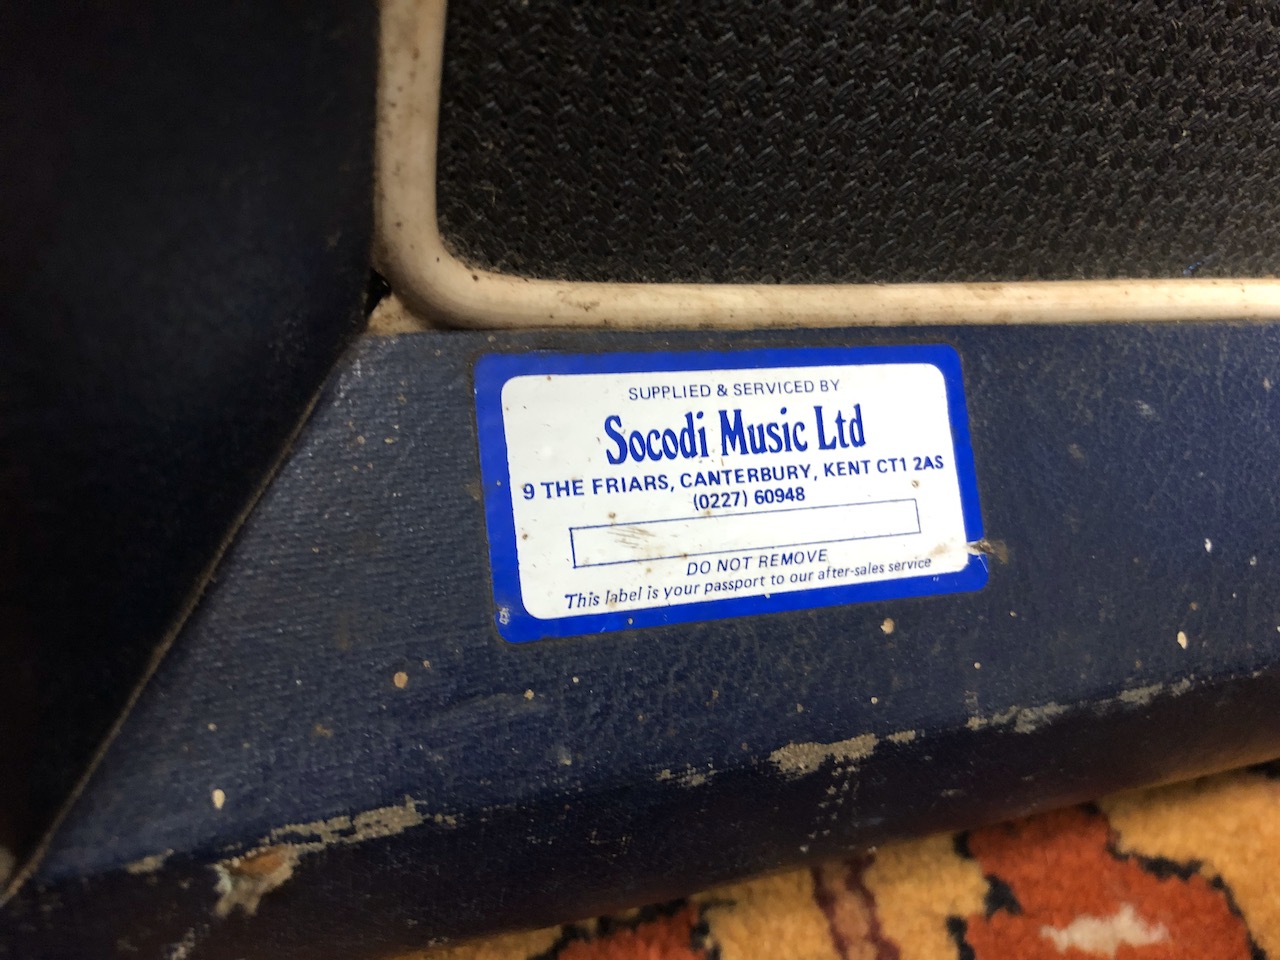 SUPPLIED & SERVICED BY
Socodi Music Ltd
9 THE FRIARS, CANTERBURY, KENT CT1 2AS
(0227) 60948
DO NOT REMOVE
This label is your passport to our after-sales service